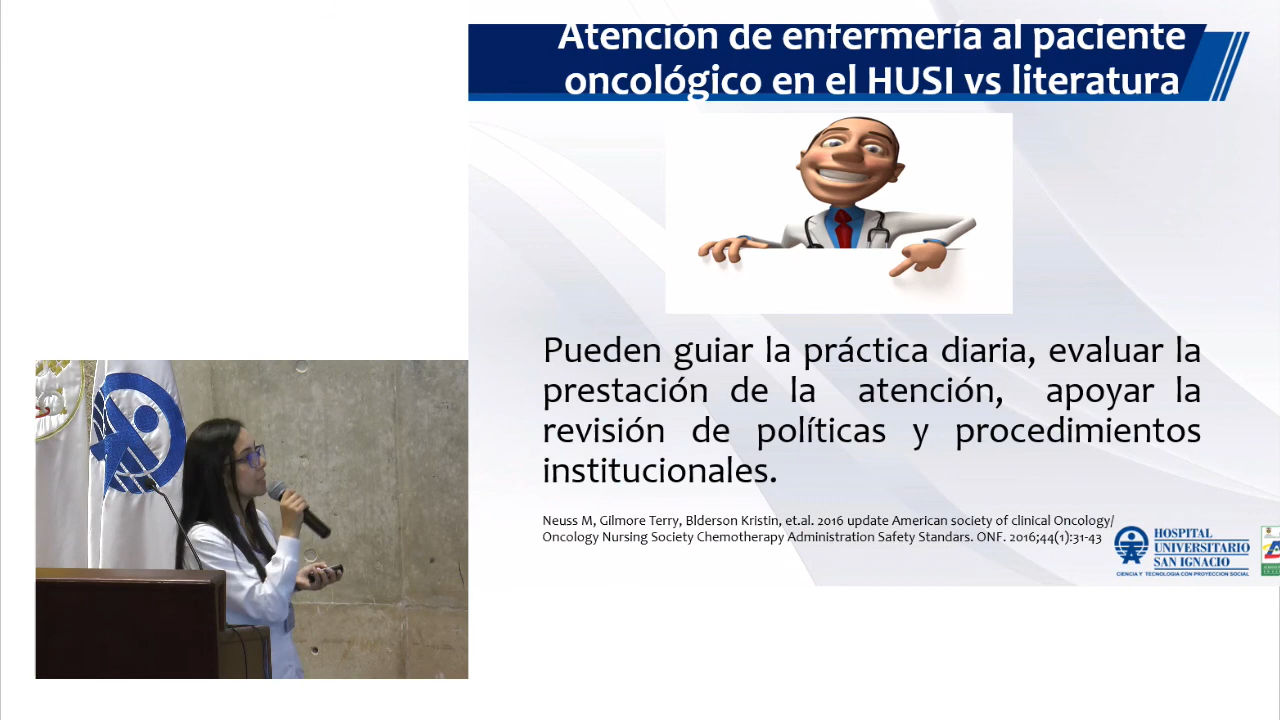 Atención de enfermería al paciente
oncológico en el HUSI vs literatura
Pueden guiar la práctica diaria, evaluar la
prestación de la atención, apoyar la
revisión de políticas y procedimientos
institucionales.
Neuss M, Gilmore Terry, Blderson Kristin, et.al. 2016 update American society of clinical Oncology/
Oncology Nursing Society Chemotherapy Administration Safety Standars. ONF. 2016;44(1):31-43
HOSPITAL
UNIVERSITARIO
SAN IGNACIO
CIENCIA Y TECNOLOGIA CON PROYECCION SOCIAL